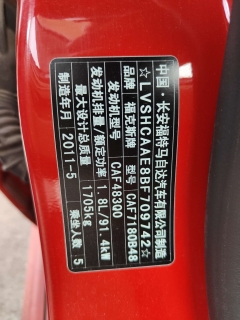 中国·长安福特马自达汽车有限公司制造
☆LVSHCAAE8BF709742☆
品牌 福克斯牌 型号 CAF7180B48
发动机型号 CAF483Q0
发动机排量/额定功率 1.8L/91.4kW
最大设计总质量 1705kg
制造年月 2011-5 乘坐人数 5